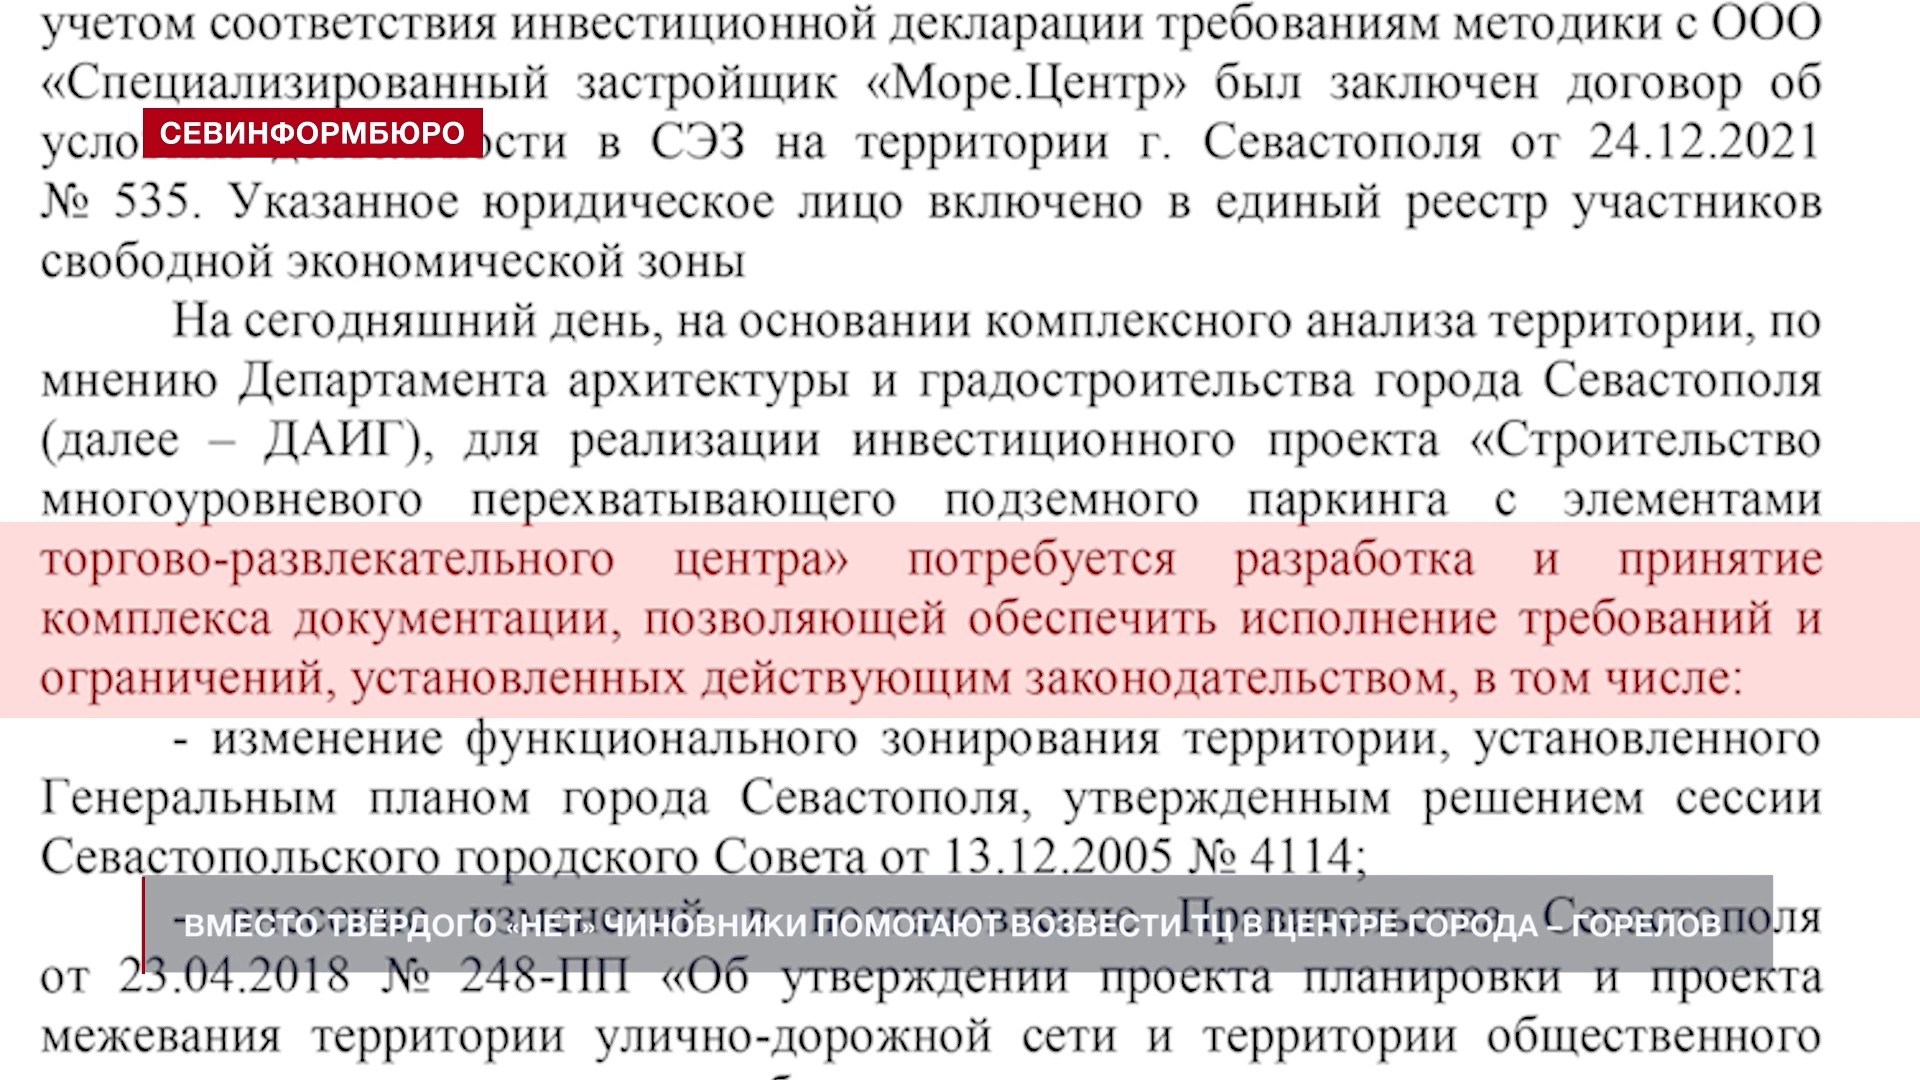 учетом соответствия инвестиционной декларации требованиям методики с ООО
«Специализированный застройщик «Море.Центр» был заключен договор об
СЕВИНФОРМБЮРО
в СЭЗ на территории г. Севастополя от 24.12.2021
№ 535. Указанное юридическое лицо включено в единый реестр участников
свободной экономической зоны
На сегодняшний день, на основании комплексного анализа территории, по
мнению Департамента архитектуры и градостроительства города Севастополя
(далее – ДАИГ), для реализации инвестиционного проекта «Строительство
многоуровневого перехватывающего подземного паркинга с элементами
торгово-развлекательного центра» потребуется разработка и принятие
комплекса документации, позволяющей обеспечить исполнение требований и
ограничений, установленных действующим законодательством, в том числе:
- изменение функционального зонирования территории, установленного
Генеральным планом города Севастополя, утвержденным решением сессии
Севастопольского городского Совета от 13.12.2005 № 4114;
- внесение изменений в постановление Правительства Севастополя
ВМЕСТО ТВЁРДОГО «НЕТ» ЧИНОВНИКИ ПОМОГАЮТ ВОЗВЕСТИ ТЦ В ЦЕНТРЕ ГОРОДА – ГОРЕЛОВ
от 23.04.2018 № 248-ПП «Об утверждении проекта планировки и проекта
межевания территории улично-дорожной сети и территории общественного